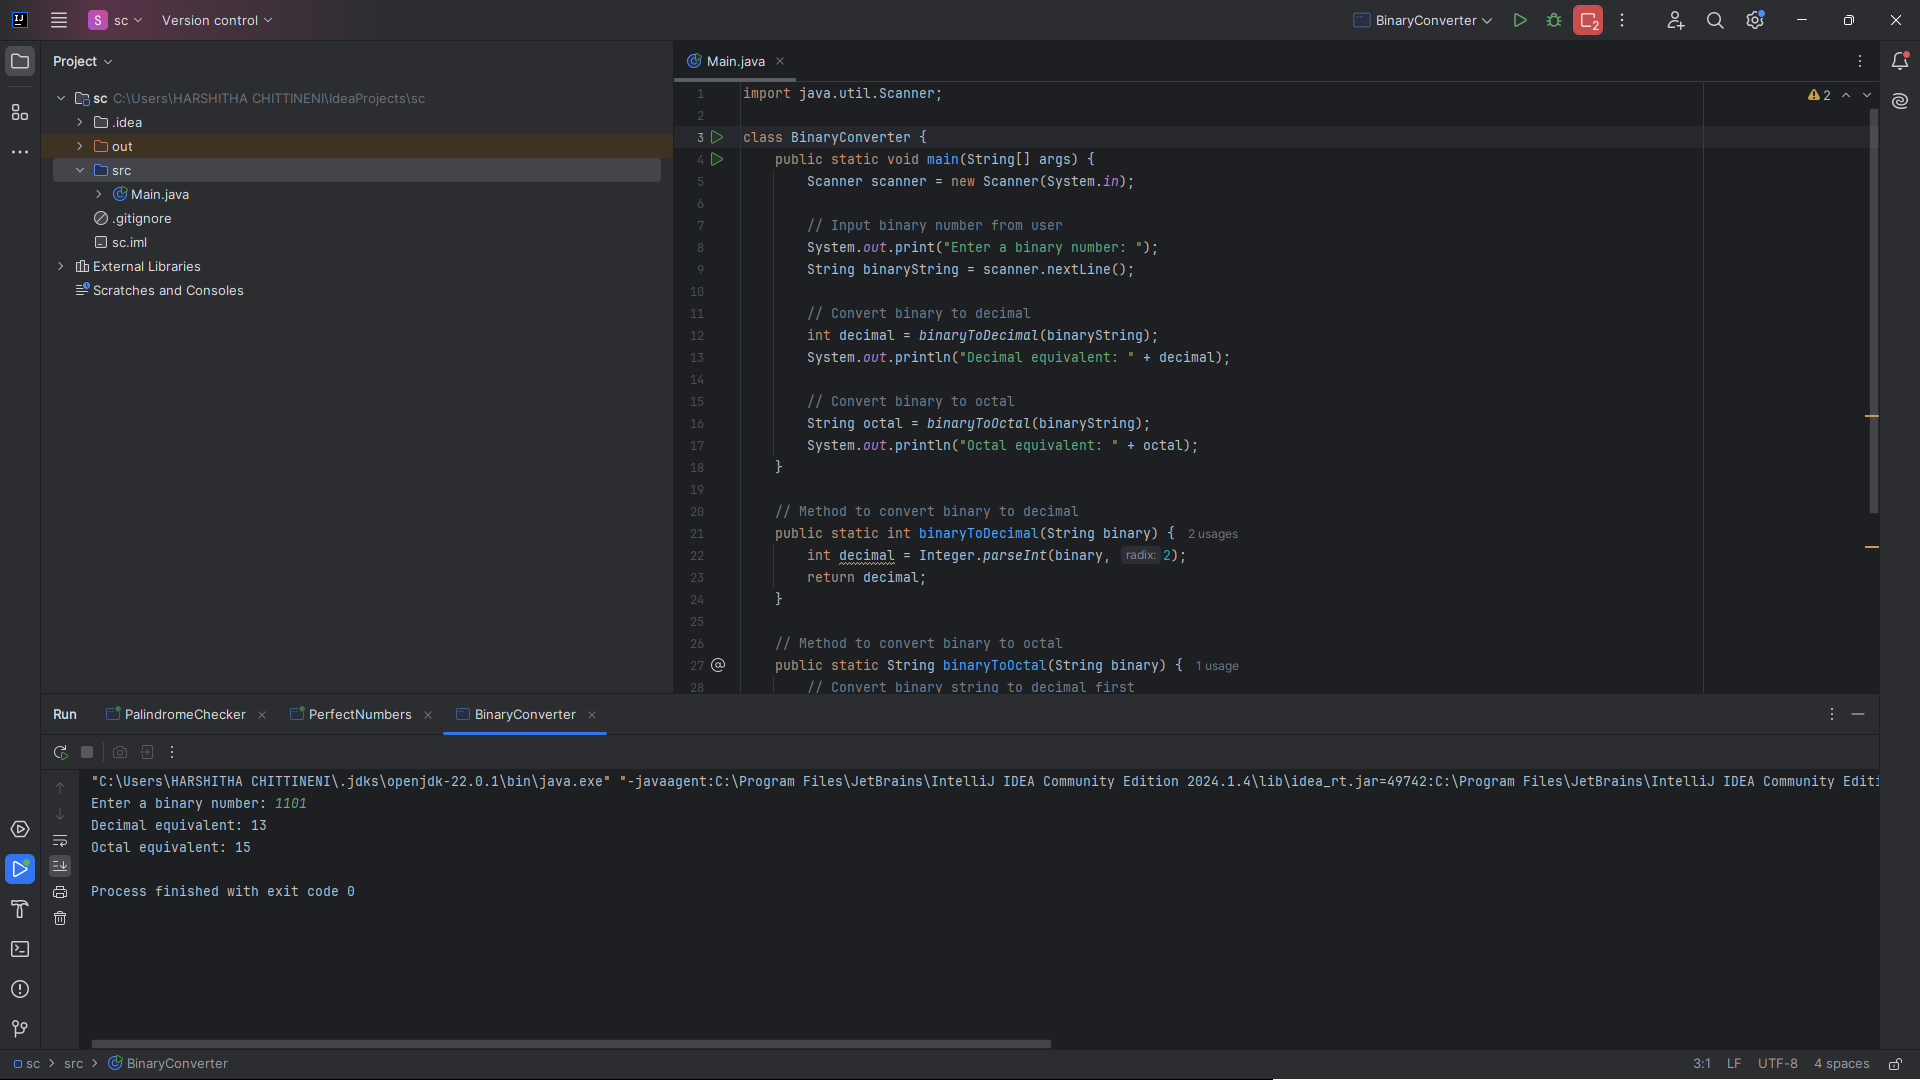 S sc Version control BinaryConverter 2
Project
sc C:\Users\HARSHITHA CHITTINENI\IdeaProjects\sc
.idea
out
src
Main.java
.gitignore
sc.iml
External Libraries
Scratches and Consoles
Main.java
2
1 import java.util.Scanner;
2
3 class BinaryConverter {
4 public static void main(String[] args) {
5 Scanner scanner = new Scanner(System.in);
6
7 // Input binary number from user
8 System.out.print("Enter a binary number: ");
9 String binaryString = scanner.nextLine();
10
11 // Convert binary to decimal
12 int decimal = binaryToDecimal(binaryString);
13 System.out.println("Decimal equivalent: " + decimal);
14
15 // Convert binary to octal
16 String octal = binaryToOctal(binaryString);
17 System.out.println("Octal equivalent: " + octal);
18 }
19
20 // Method to convert binary to decimal
21 public static int binaryToDecimal(String binary) { 2 usages
22 int decimal = Integer.parseInt(binary, radix: 2);
23 return decimal;
24 }
25
26 // Method to convert binary to octal
27 public static String binaryToOctal(String binary) { 1 usage
28 // Convert binary string to decimal first
Run PalindromeChecker PerfectNumbers BinaryConverter
"C:\Users\HARSHITHA CHITTINENI\.jdks\openjdk-22.0.1\bin\java.exe" "-javaagent:C:\Program Files\JetBrains\IntelliJ IDEA Community Edition 2024.1.4\lib\idea_rt.jar=49742:C:\Program Files\JetBrains\IntelliJ IDEA Community Editi
Enter a binary number: 1101
Decimal equivalent: 13
Octal equivalent: 15
Process finished with exit code 0
sc > src > BinaryConverter 3:1 LF UTF-8 4 spaces